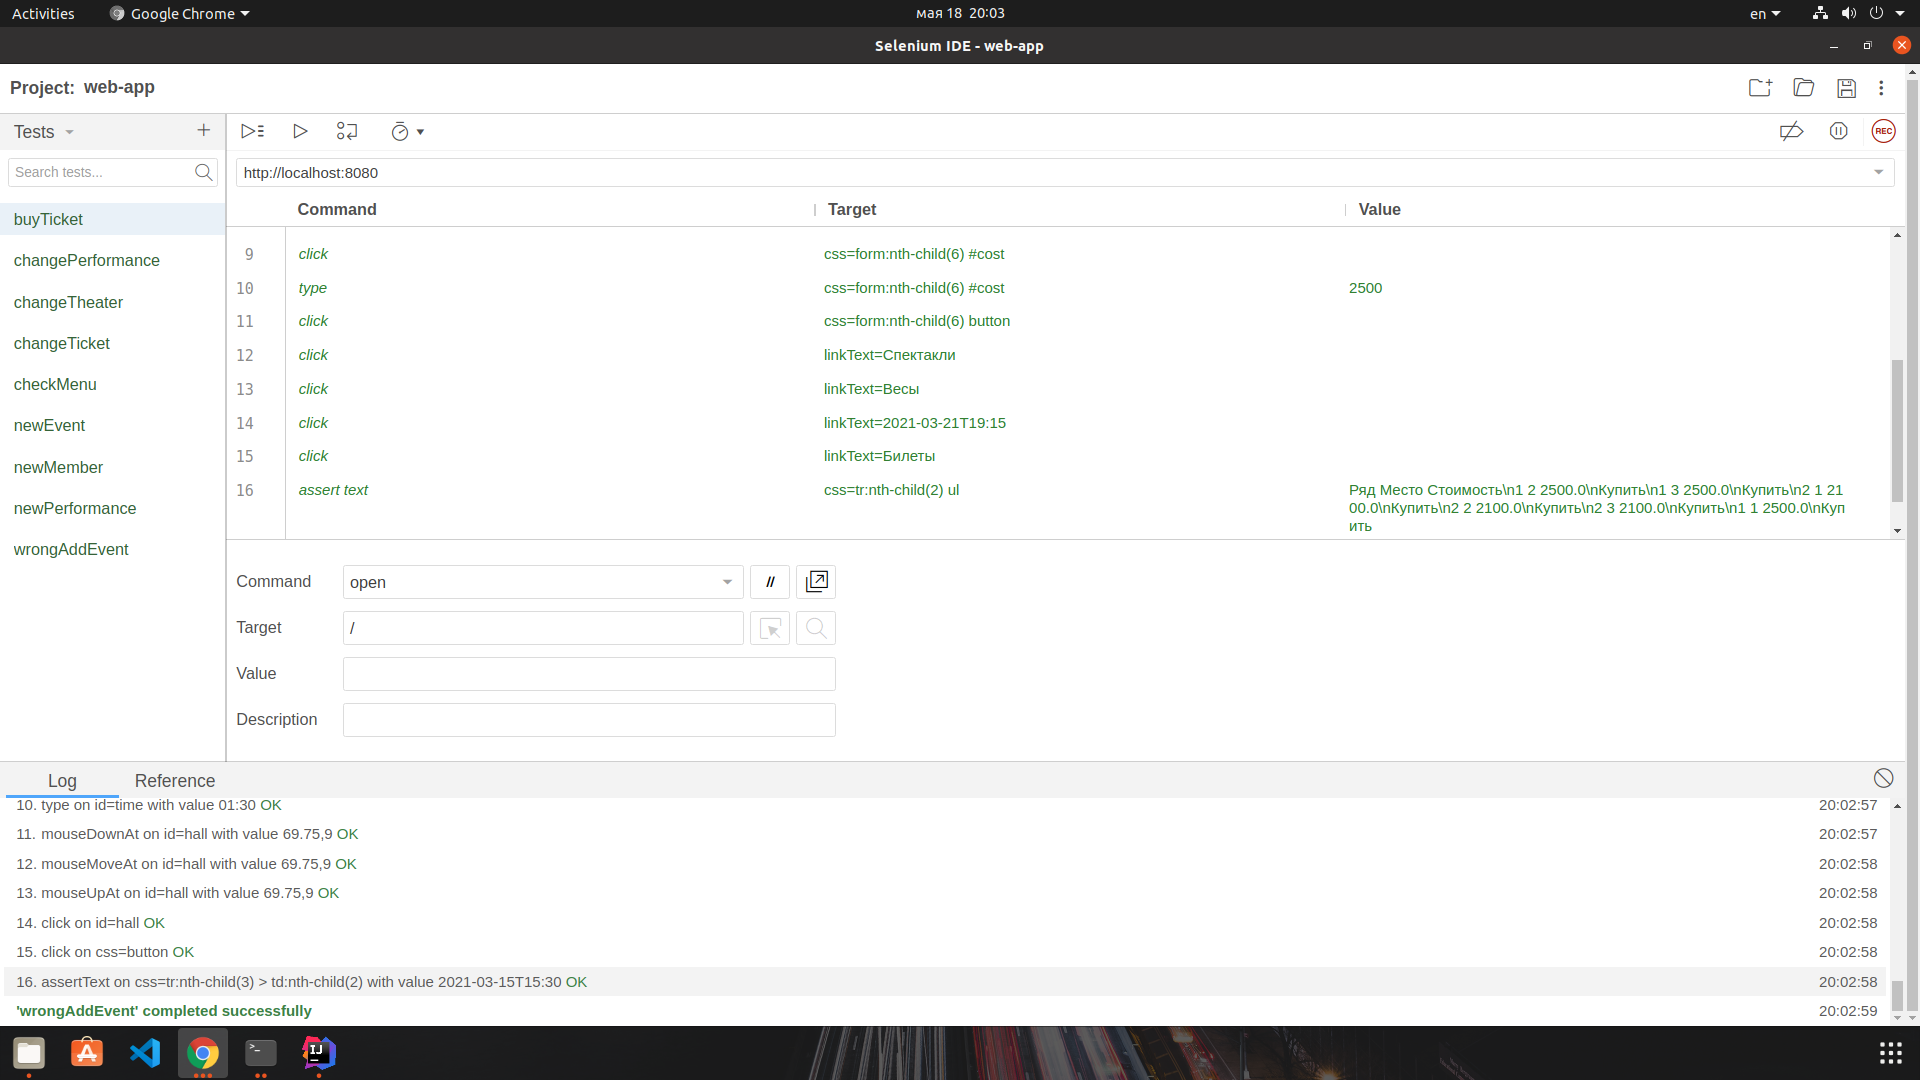 Activities Google Chrome мая 18 20:03 en
Selenium IDE - web-app
Project: web-app
Tests
REC
Search tests...
http://localhost:8080
Command Target Value
buyTicket
changePerformance
changeTheater
changeTicket
checkMenu
newEvent
newMember
newPerformance
wrongAddEvent
9 click css=form:nth-child(6) #cost
10 type css=form:nth-child(6) #cost 2500
11 click css=form:nth-child(6) button
12 click linkText=Спектакли
13 click linkText=Весы
14 click linkText=2021-03-21T19:15
15 click linkText=Билеты
16 assert text css=tr:nth-child(2) ul Ряд Место Стоимость\n1 2 2500.0\nКупить\n1 3 2500.0\nКупить\n2 1 21
00.0\nКупить\n2 2 2100.0\nКупить\n2 3 2100.0\nКупить\n1 1 2500.0\nКуп
ить
Command open //
Target /
Value
Description
Log Reference
10. type on id=time with value 01:30 OK 20:02:57
11. mouseDownAt on id=hall with value 69.75,9 OK 20:02:57
12. mouseMoveAt on id=hall with value 69.75,9 OK 20:02:58
13. mouseUpAt on id=hall with value 69.75,9 OK 20:02:58
14. click on id=hall OK 20:02:58
15. click on css=button OK 20:02:58
16. assertText on css=tr:nth-child(3) > td:nth-child(2) with value 2021-03-15T15:30 OK 20:02:58
'wrongAddEvent' completed successfully 20:02:59
IJ